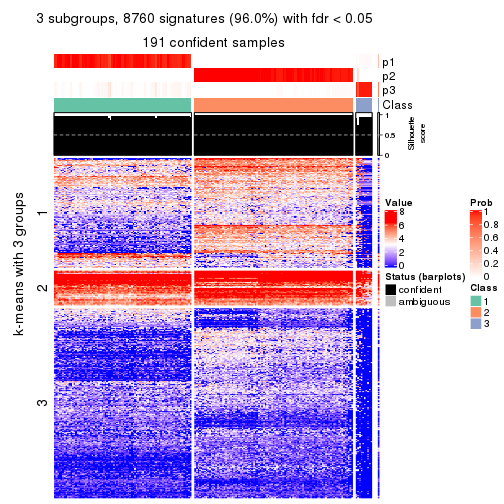 3 subgroups, 8760 signatures (96.0%) with fdr < 0.05
191 confident samples
p1
p2
p3
Class
1
0.5
0
Silhouette
score
k-means with 3 groups
1
2
3
Value
8
6
4
2
0
Status (barplots)
confident
ambiguous
Prob
1
0.8
0.6
0.4
0.2
0
Class
1
2
3